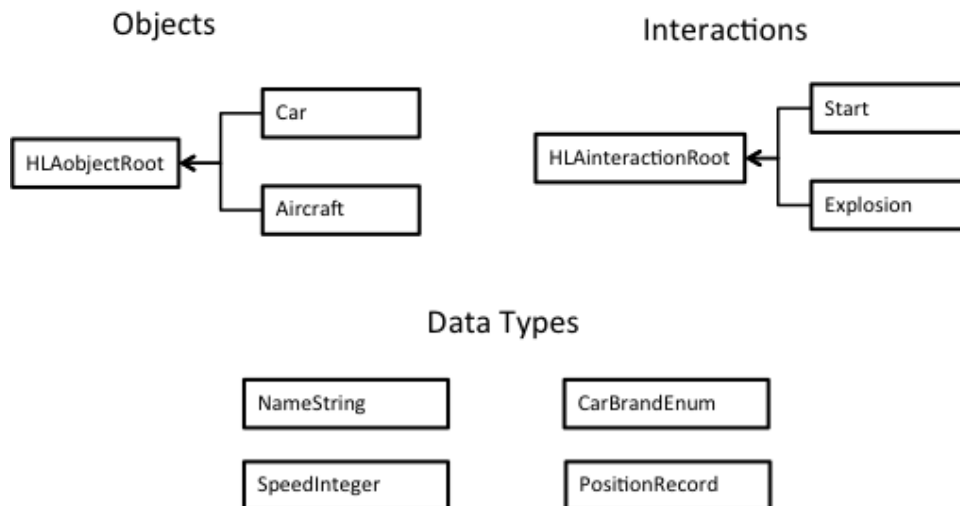 Objects
Interactions
Car
Start
HLAobjectRoot
HLAinteractionRoot
Aircraft
Explosion
Data Types
NameString
CarBrandEnum
SpeedInteger
PositionRecord